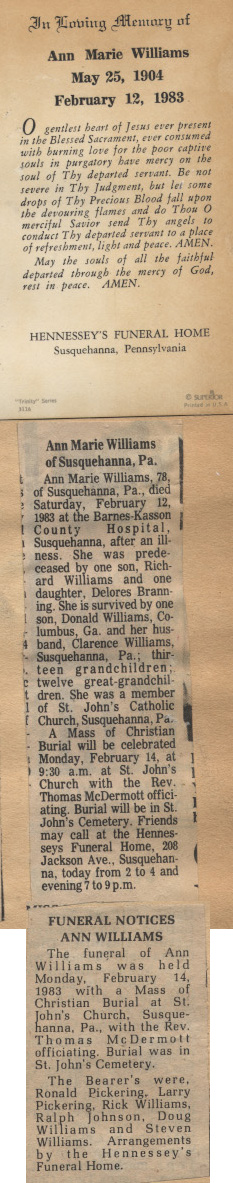 In Loving Memory of
Ann Marie Williams
May 25, 1904
February 12, 1983
O gentlest heart of Jesus ever present
in the Blessed Sacrament, ever consumed
with burning love for the poor captive
souls in purgatory have mercy on the
soul of Thy departed servant. Be not
severe in Thy Judgment, but let some
drops of Thy Precious Blood fall upon
the devouring flames and do Thou O
merciful Savior send Thy angels to
conduct Thy departed servant to a place
of refreshment, light and peace. AMEN.
May the souls of all the faithful
departed through the mercy of God,
rest in peace. AMEN.
HENNESSEY'S FUNERAL HOME
Susquehanna, Pennsylvania
"Trinity" Series
Printed in U.S.A.
Ann Marie Williams
of Susquehanna, Pa.
Ann Marie Williams, 78,
of Susquehanna, Pa., died
Saturday, February 12,
1983 at the Barnes-Kasson
County Hospital,
Susquehanna, after an ill-
ness. She was prede-
ceased by one son, Rich-
ard Williams and one
daughter, Delores Brann-
ing. She is survived by one
son, Donald Williams, Co-
lumbus, Ga. and her hus-
band, Clarence Williams,
Susquehanna, Pa.; thir-
teen grandchildren;
twelve great-grandchil-
dren. She was a member
of St. John's Catholic
Church, Susquehanna, Pa.
A Mass of Christian
Burial will be celebrated
Monday, February 14, at
9:30 a.m. at St. John's
Church with the Rev.
Thomas McDermott offici-
ating. Burial will be in St.
John's Cemetery. Friends
may call at the Hennes-
seys Funeral Home, 208
Jackson Ave., Susquehan-
na, today from 2 to 4 and
evening 7 to 9 p.m.
FUNERAL NOTICES
ANN WILLIAMS
The funeral of Ann
Williams was held
Monday, February 14,
1983 with a Mass of
Christian Burial at St.
John's Church, Susque-
hanna, Pa., with the Rev.
Thomas McDermott
officiating. Burial was in
St. John's Cemetery.
The Bearer's were,
Ronald Pickering, Larry
Pickering, Rick Williams,
Ralph Johnson, Doug
Williams and Steven
Williams. Arrangements
by the Hennessey's
Funeral Home.